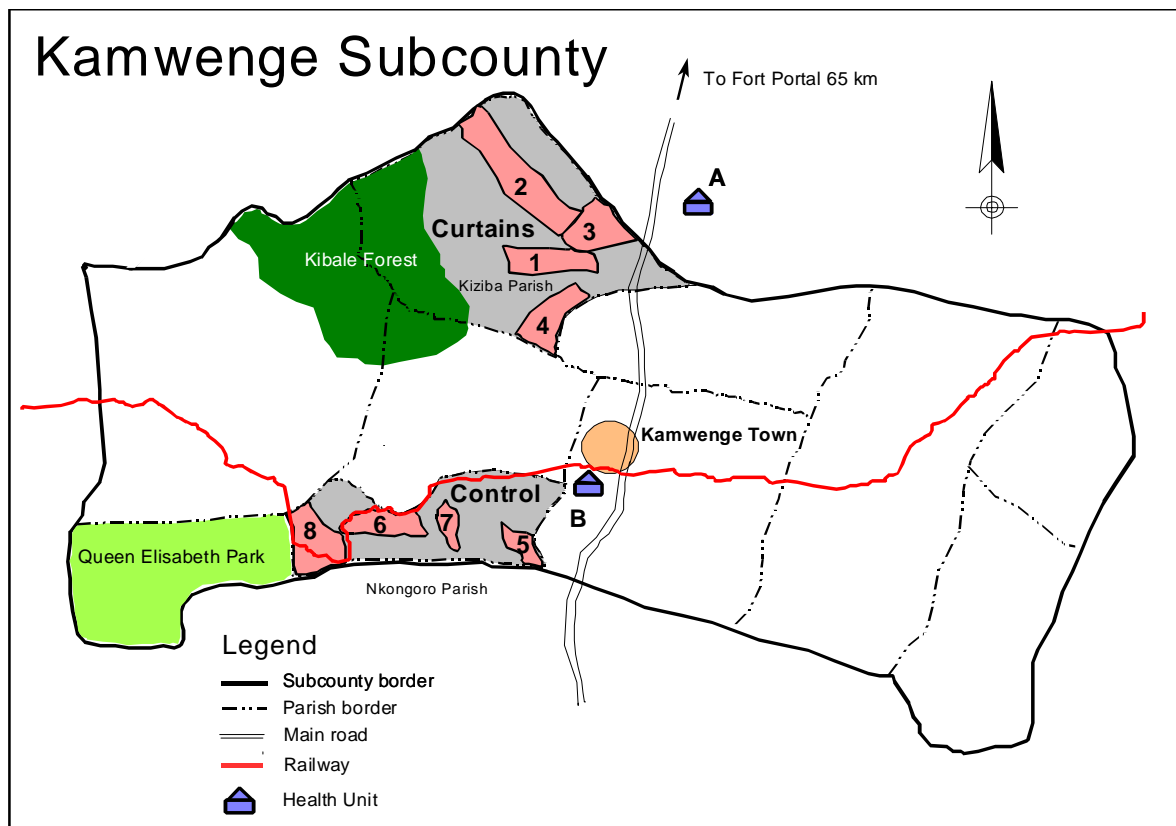 Kamwenge Subcounty
To Fort Portal 65 km
A
2
Curtains
3
Kibale Forest
1
Kiziba Parish
4
Kamwenge Town
Control
B
8
6
7
5
Queen Elisabeth Park
Nkongoro Parish
Legend
Subcounty border
Parish border
Main road
Railway
Health Unit